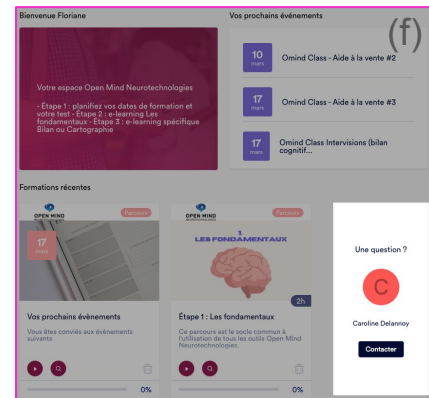 Bienvenue Floriane
Vos prochains événements
(f)
Votre espace Open Mind Neurotechnologies
- Étape 1 : planifiez vos dates de formation et
votre test - Étape 2 : e-learning Les
fondamentaux - Étape 3 : e-learning spécifique
Bilan ou Cartographie
10
mars
Omind Class - Aide à la vente #2
17
mars
Omind Class - Aide à la vente #3
17
mars
Omind Class Intervisions (bilan
cognitif...
Formations récentes
OPEN MIND
Parcours
17
mars
Vos prochains évènements
Vous êtes conviés aux évènements
suivants
0%
OPEN MIND
Parcours
1
LES FONDAMENTAUX
2h
Étape 1 : Les fondamentaux
Ce parcours est le socle commun à
l'utilisation de tous les outils Open Mind
Neurotechnologies.
0%
Une question ?
C
Caroline Delannoy
Contacter